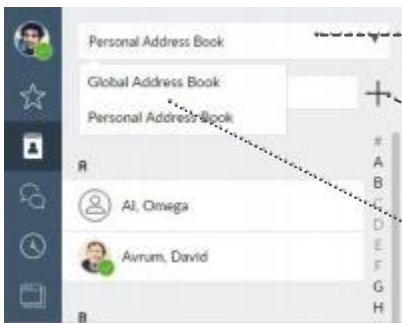 Personal Address Book
Global Address Book
Personal Address Book
#
A
A
B
C
Al, Omega
D
E
Avrum, David
F
G
H
B